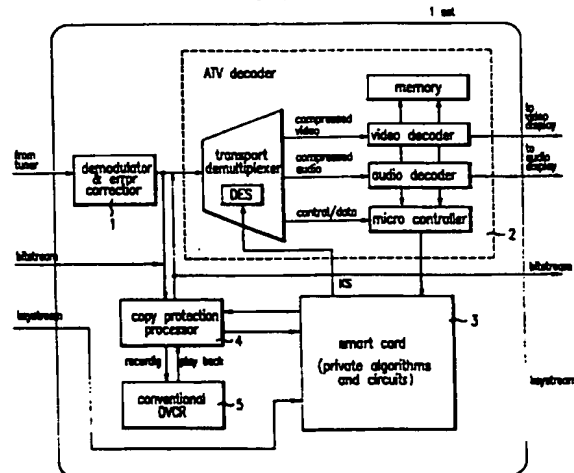 1 set
ATV decoder
memory
to
video
display
compressed
video
video decoder
to
audio
display
from
tuner
demodulator
& error
correction
1
transport
demultiplexer
compressed
audio
audio decoder
DES
control/data
micro controller
2
bitstream
bitstream
KS
keystream
copy protection
processor
4
smart card
(private algorithms
and circuits)
3
recordig
play back
keystream
conventional
DVCR
5